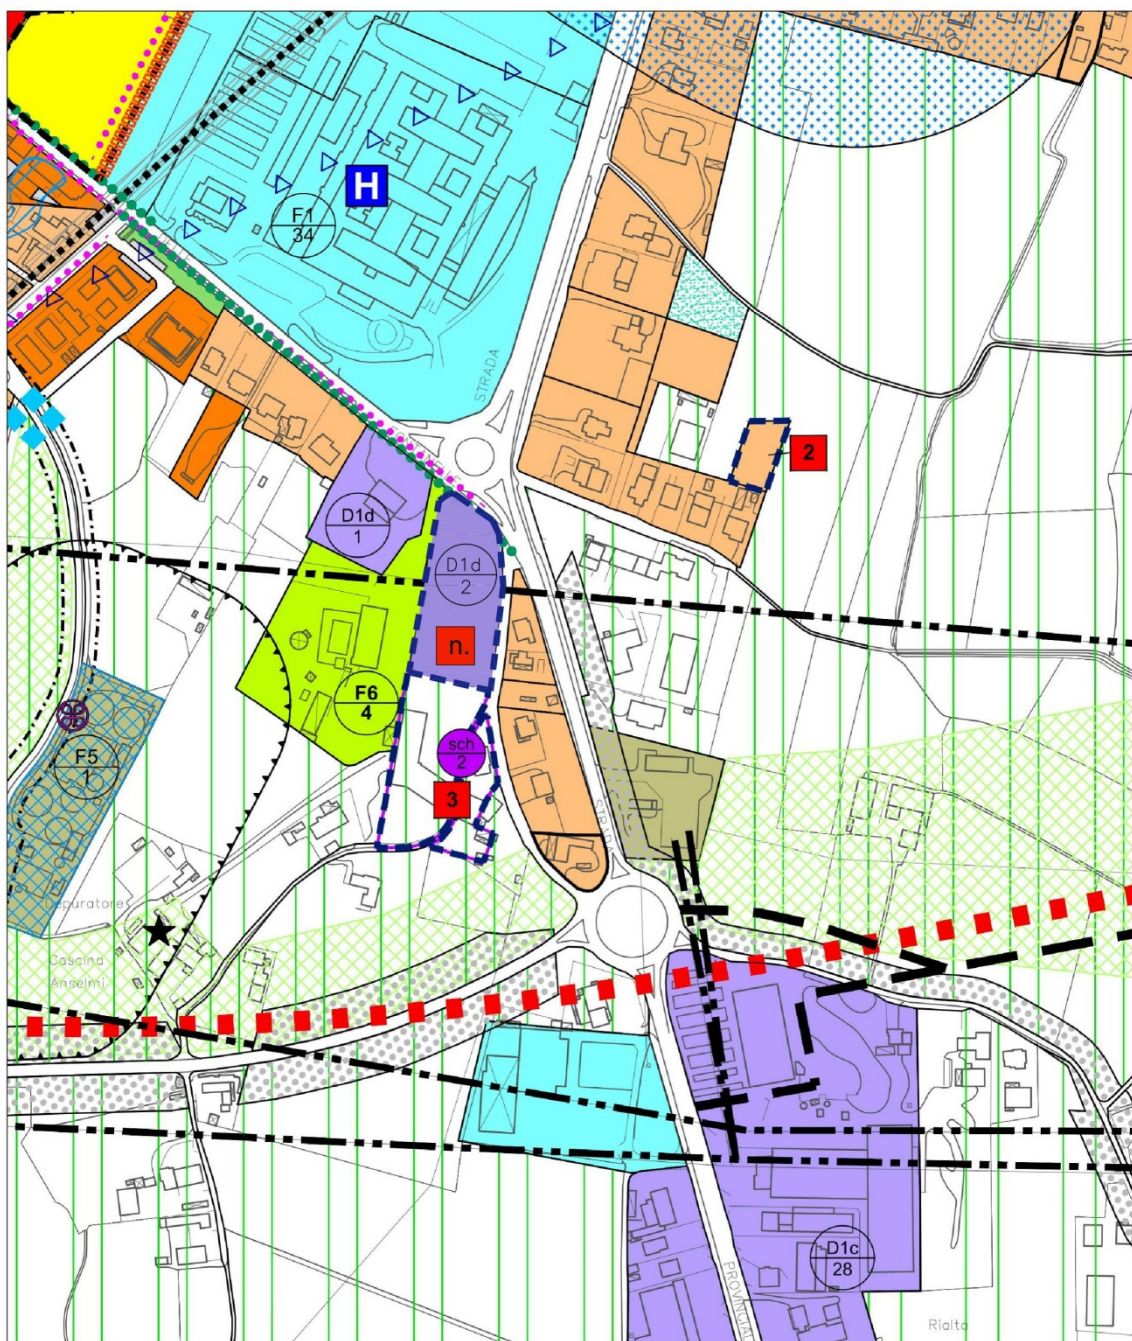 H
F1
34
STRADA
2
D1d
1
D1d
2
n.
F6
4
sch
2
3
F5
1
STRADA
Depuratore
Cascina
Anselmi
D1c
28
PROVINCIAL
Rialto